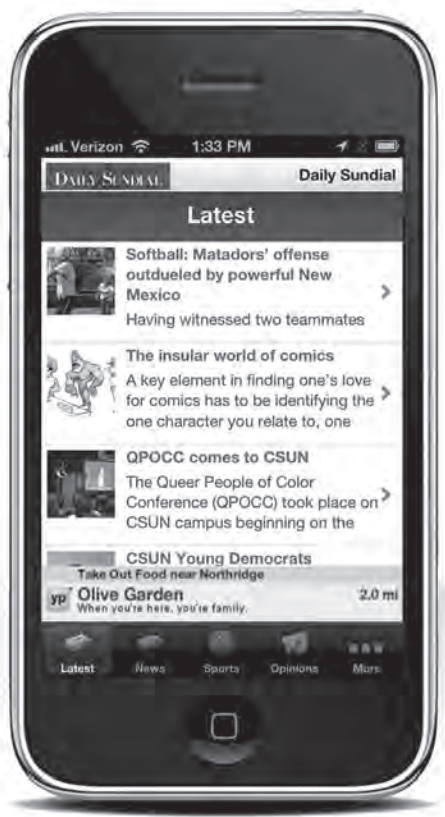 Verizon 1:33 PM
DAILY SUNDIAL Daily Sundial
Latest
Softball: Matadors' offense
outdueled by powerful New
Mexico
Having witnessed two teammates
The insular world of comics
A key element in finding one's love
for comics has to be identifying the
one character you relate to, one
QPOCC comes to CSUN
The Queer People of Color
Conference (QPOCC) took place on
CSUN campus beginning on the
CSUN Young Democrats
Take Out Food near Northridge
yp Olive Garden 2.0 mi
When you're here, you're family.
Latest News Sports Opinions More